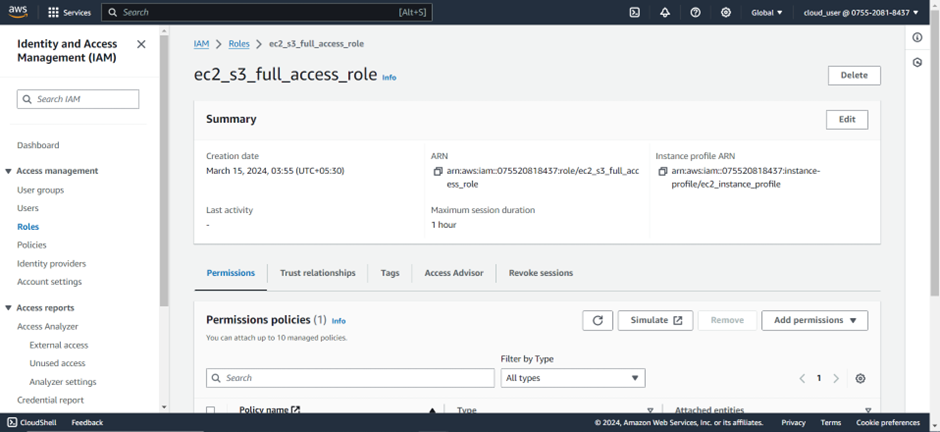 aws
Services
Search [Alt+S]
Global
cloud_user @ 0755-2081-8437
Identity and Access
Management (IAM)
Search IAM
Dashboard
Access management
User groups
Users
Roles
Policies
Identity providers
Account settings
Access reports
Access Analyzer
External access
Unused access
Analyzer settings
Credential report
IAM > Roles > ec2_s3_full_access_role
ec2_s3_full_access_role Info
Delete
Summary
Edit
Creation date
March 15, 2024, 03:55 (UTC+05:30)
ARN
arn:aws:iam::075520818437:role/ec2_s3_full_acc
ess_role
Instance profile ARN
arn:aws:iam::075520818437:instance-
profile/ec2_instance_profile
Last activity
-
Maximum session duration
1 hour
Permissions
Trust relationships
Tags
Access Advisor
Revoke sessions
Permissions policies (1) Info
You can attach up to 10 managed policies.
Simulate
Remove
Add permissions
Filter by Type
Search
All types
1
Policy name
Type
Attached entities
CloudShell
Feedback
© 2024, Amazon Web Services, Inc. or its affiliates.
Privacy
Terms
Cookie preferences